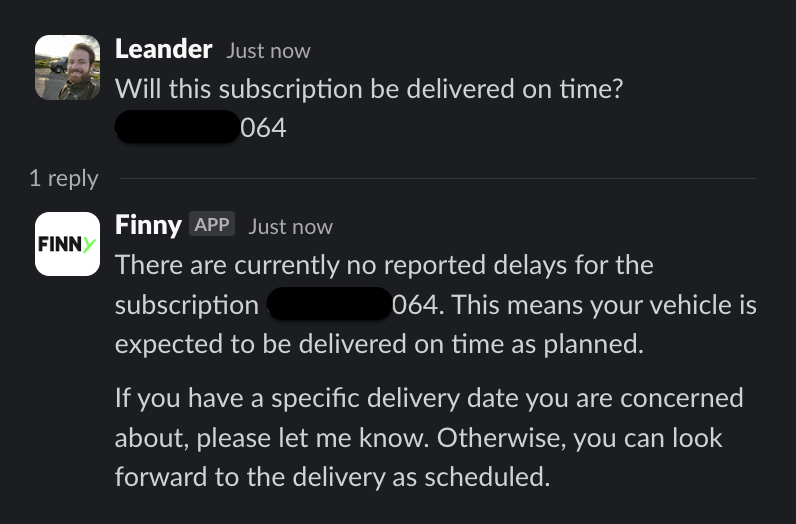 Leander Just now
Will this subscription be delivered on time?
064
1 reply
FINNY
Finny APP Just now
There are currently no reported delays for the
subscription 064. This means your vehicle is
expected to be delivered on time as planned.
If you have a specific delivery date you are concerned
about, please let me know. Otherwise, you can look
forward to the delivery as scheduled.